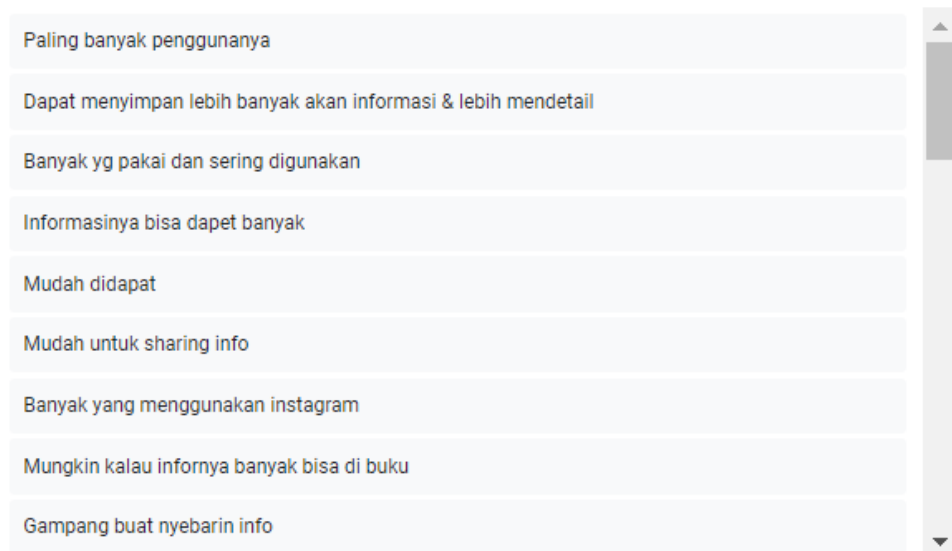 Paling banyak penggunanya
Dapat menyimpan lebih banyak akan informasi & lebih mendetail
Banyak yg pakai dan sering digunakan
Informasinya bisa dapet banyak
Mudah didapat
Mudah untuk sharing info
Banyak yang menggunakan instagram
Mungkin kalau infornya banyak bisa di buku
Gampang buat nyebarin info